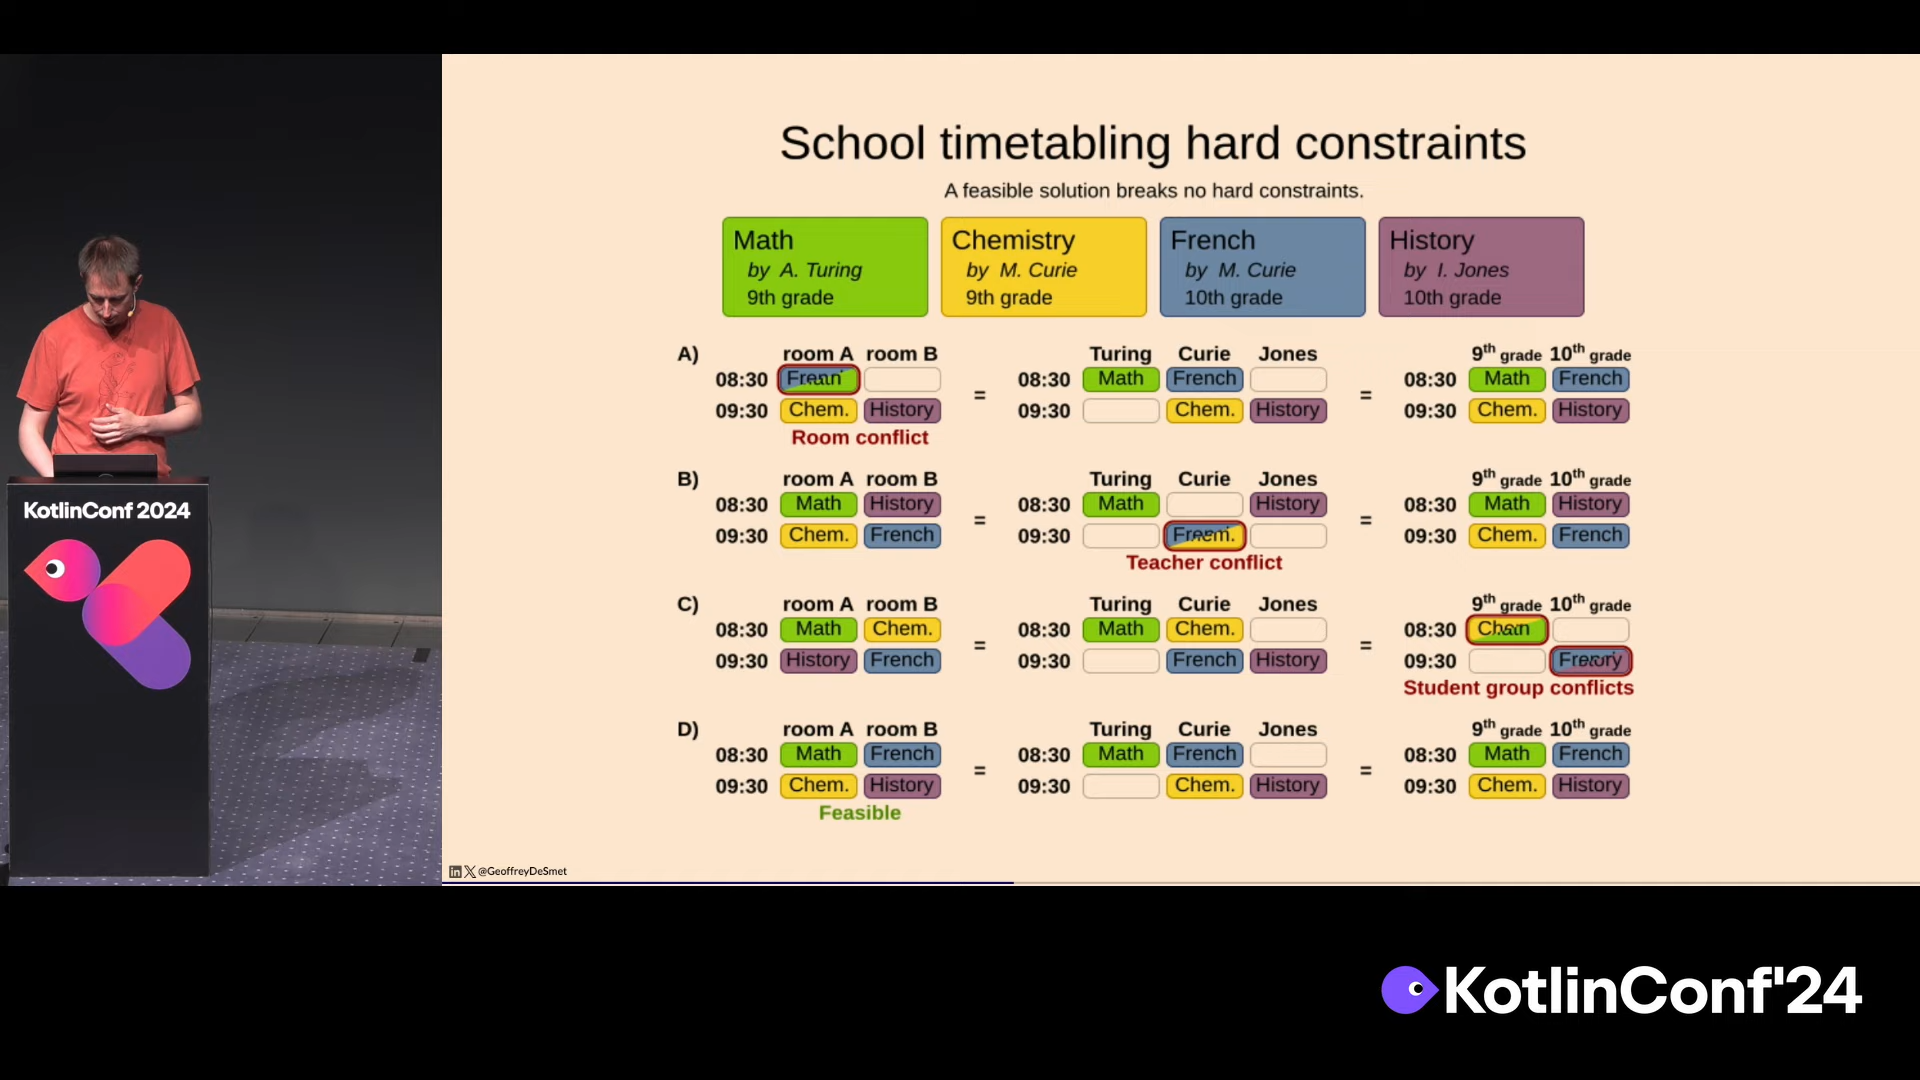 KotlinConf 2024
School timetabling hard constraints
A feasible solution breaks no hard constraints.
Math
by A. Turing
9th grade
Chemistry
by M. Curie
9th grade
French
by M. Curie
10th grade
History
by I. Jones
10th grade
A)
room A room B
08:30
09:30 Chem. History
Room conflict
=
Turing Curie Jones
08:30 Math French
09:30 Chem. History
=
9th grade 10th grade
08:30 Math French
09:30 Chem. History
B)
room A room B
08:30 Math History
09:30 Chem. French
=
Turing Curie Jones
08:30 Math History
09:30
Teacher conflict
=
9th grade 10th grade
08:30 Math History
09:30 Chem. French
C)
room A room B
08:30 Math Chem.
09:30 History French
=
Turing Curie Jones
08:30 Math Chem.
09:30 French History
=
9th grade 10th grade
08:30
09:30
Student group conflicts
D)
room A room B
08:30 Math French
09:30 Chem. History
Feasible
=
Turing Curie Jones
08:30 Math French
09:30 Chem. History
=
9th grade 10th grade
08:30 Math French
09:30 Chem. History
@GeoffreyDeSmet
KotlinConf'24